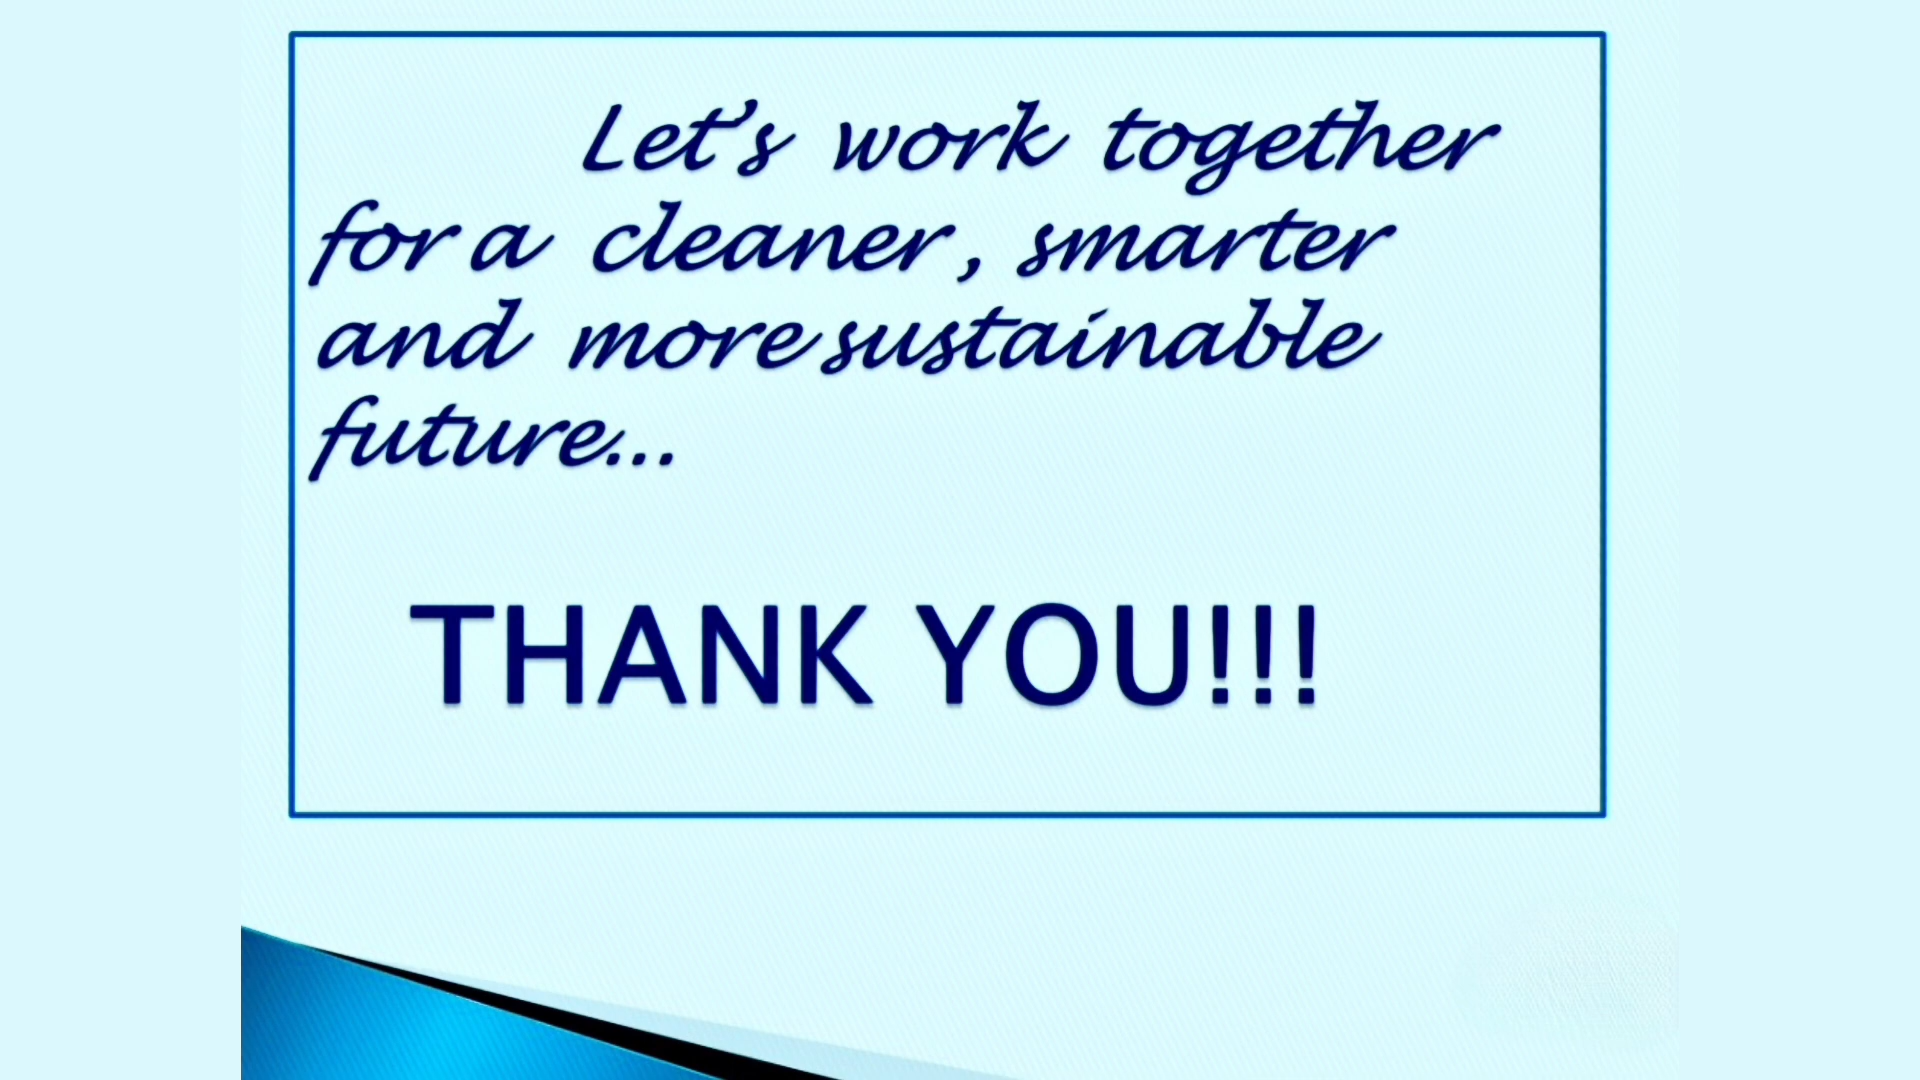 Let's work together
for a cleaner, smarter
and more sustainable
future...
THANK YOU!!!